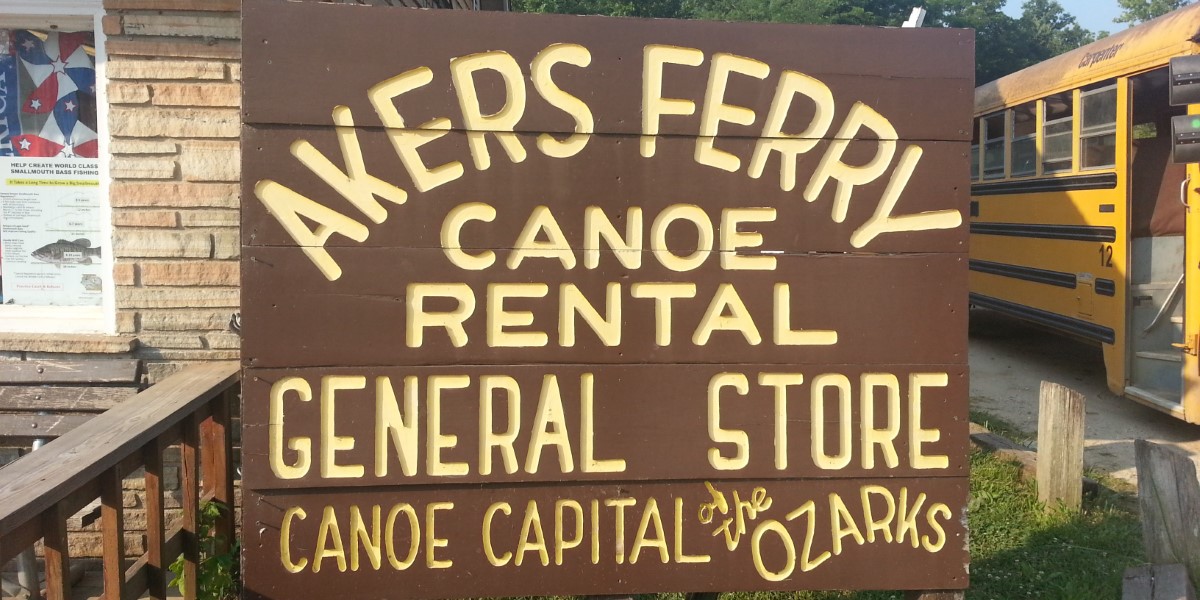 AKERS FERRY
CANOE
RENTAL
GENERAL STORE
CANOE CAPITAL of the OZARKS
HELP CREATE WORLD CLASS
SMALLMOUTH BASS FISHING
Carpenter
12